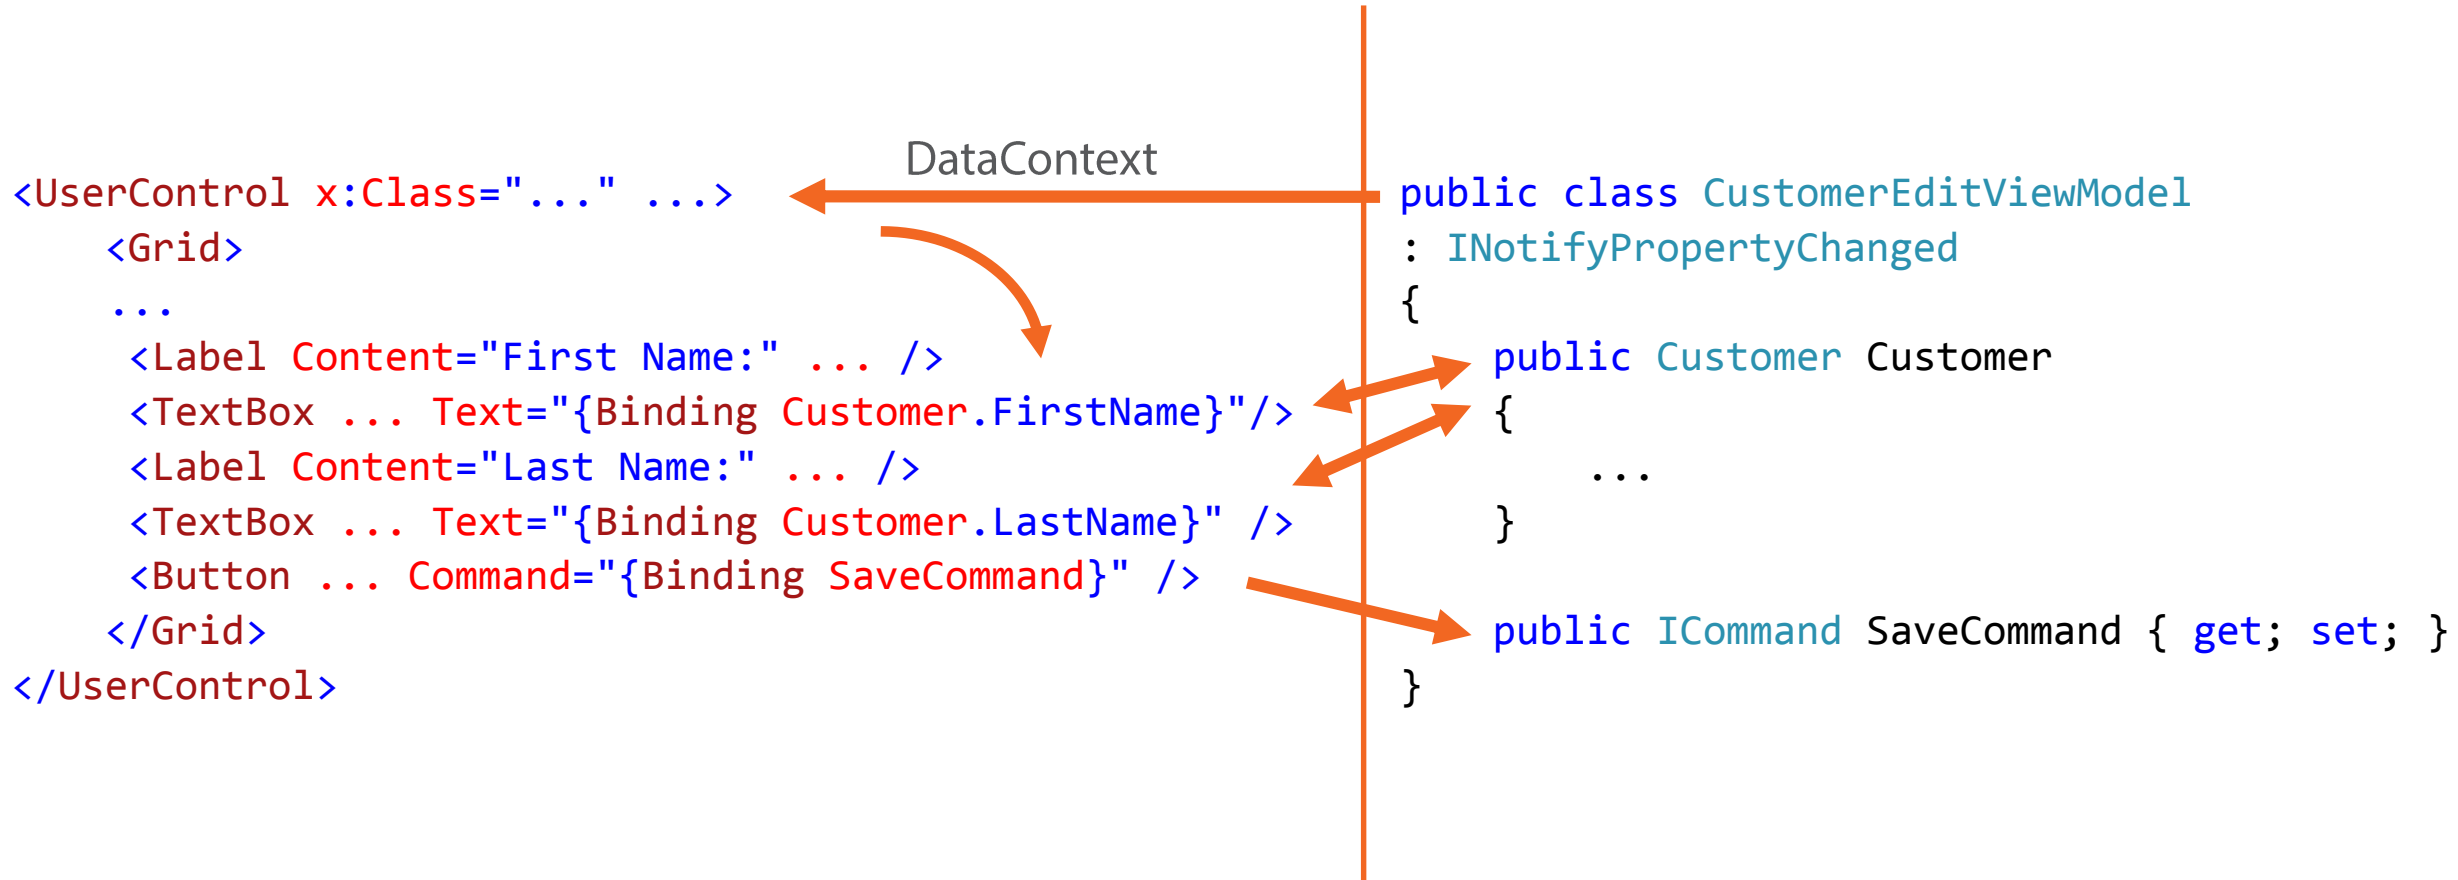 DataContext
<UserControl x:Class="..." ...>
<Grid>
...
<Label Content="First Name:" ... />
<TextBox ... Text="{Binding Customer.FirstName}"/>
<Label Content="Last Name:" ... />
<TextBox ... Text="{Binding Customer.LastName}" />
<Button ... Command="{Binding SaveCommand}" />
</Grid>
</UserControl>
public class CustomerEditViewModel
: INotifyPropertyChanged
{
public Customer Customer
{
...
}
public ICommand SaveCommand { get; set; }
}